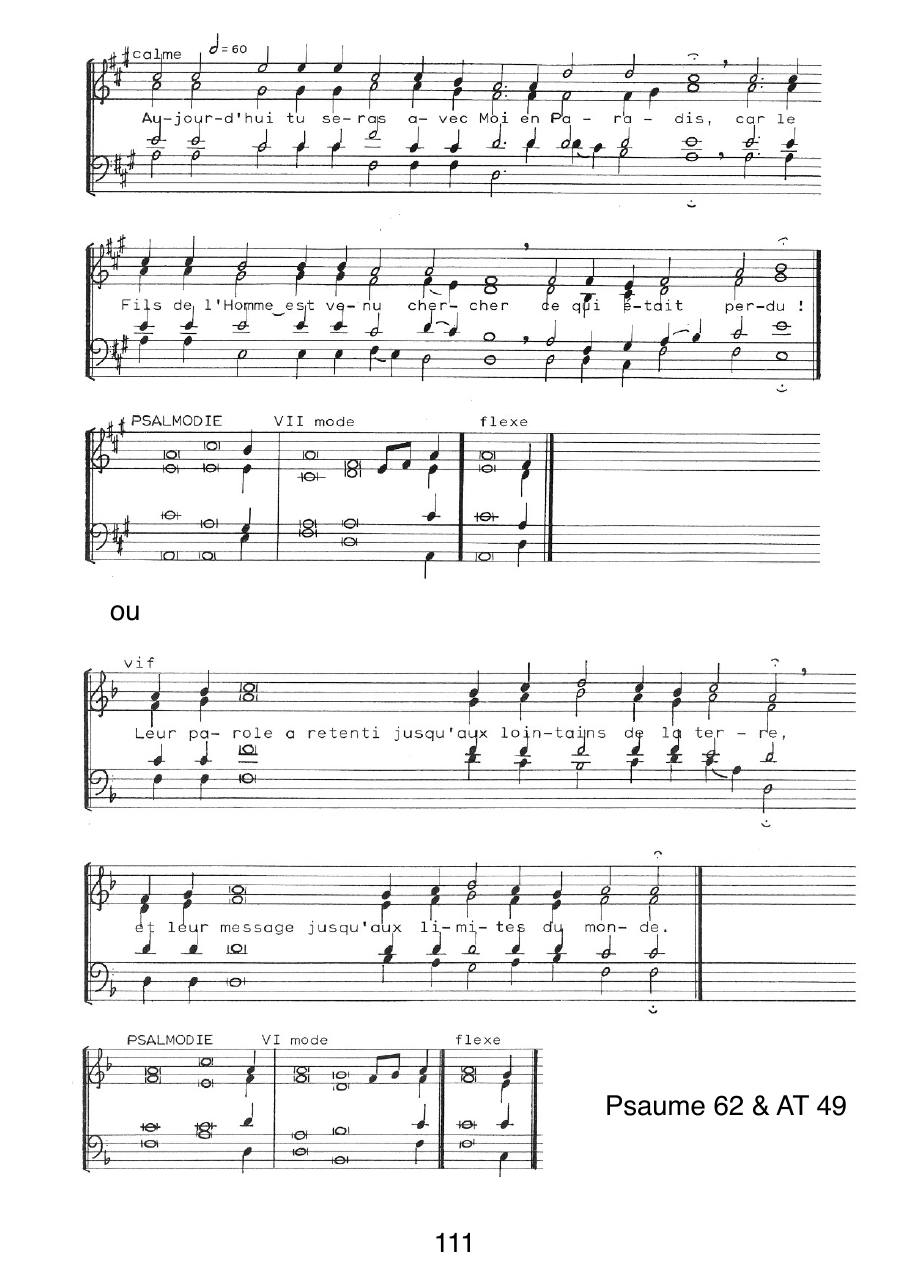 calme = 60
Au-jour-d'hui tu se-ras a-vec Moi en Pa - ra - dis, car le
Fils de l'Homme est ve-nu cher-cher ce qui é-tait per-du !
PSALMODIE VII mode flexe
ou
vif
Leur pa- role a retenti jusqu'aux loin-tains de la ter - re,
et leur message jusqu'aux li-mi-tes du mon-de.
PSALMODIE VI mode flexe
Psaume 62 & AT 49
111